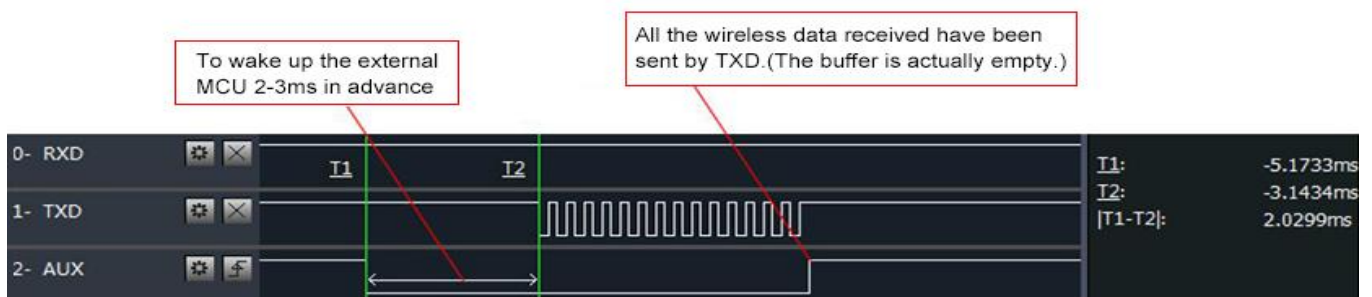 To wake up the external
MCU 2-3ms in advance
All the wireless data received have been
sent by TXD.(The buffer is actually empty.)
0- RXD
T1
T2
1- TXD
2- AUX
T1: -5.1733ms
T2: -3.1434ms
|T1-T2|: 2.0299ms